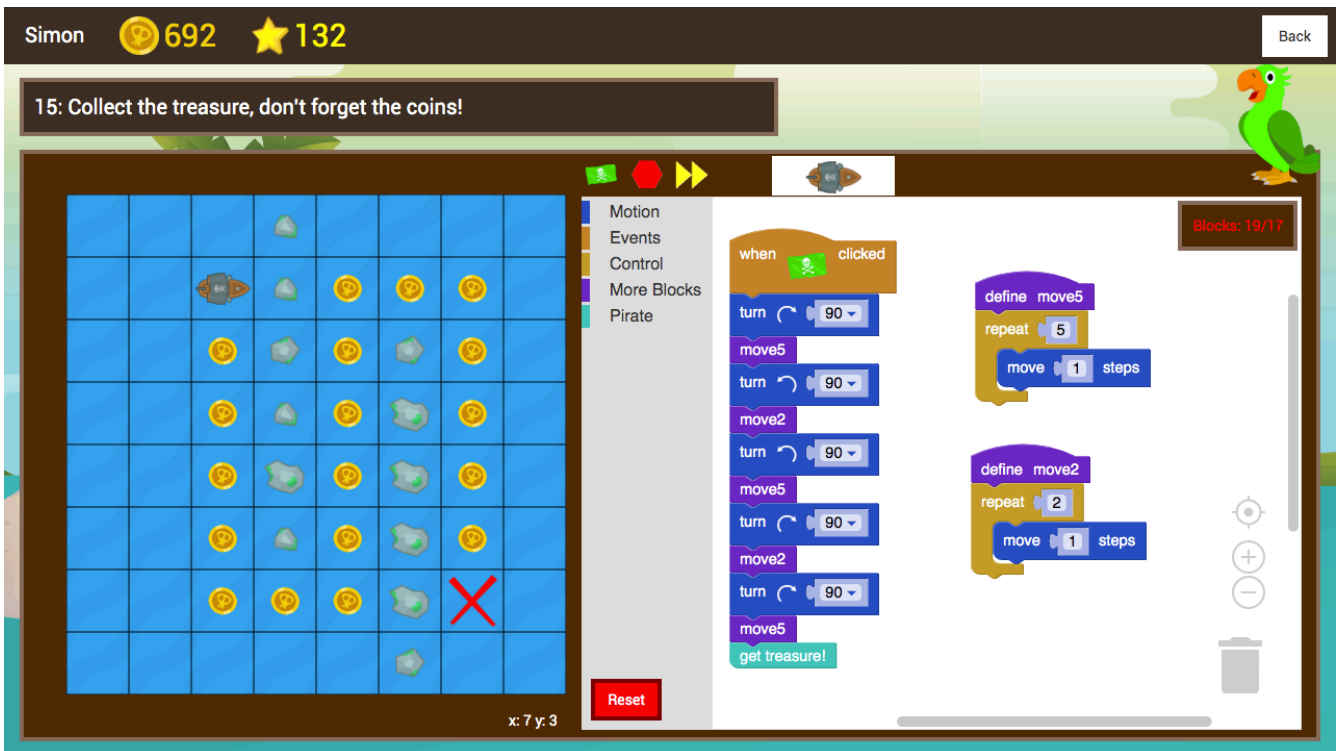 Simon 692 132 Back
15: Collect the treasure, don't forget the coins!
Motion
Events
Control
More Blocks
Pirate
Reset
x: 7 y: 3
Blocks: 19/17
when clicked
turn 90
move5
turn 90
move2
turn 90
move5
turn 90
move2
turn 90
move5
get treasure!
define move5
repeat 5
move 1 steps
define move2
repeat 2
move 1 steps